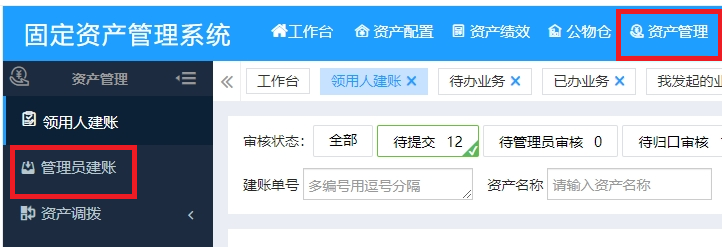 固定资产管理系统 工作台 资产配置 资产绩效 公物仓 资产管理
资产管理
工作台 领用人建账 待办业务 已办业务 我发起的业
领用人建账
管理员建账
资产调拨
审核状态: 全部 待提交 12 待管理员审核 0 待归口审核
建账单号 多编号用逗号分隔 资产名称 请输入资产名称